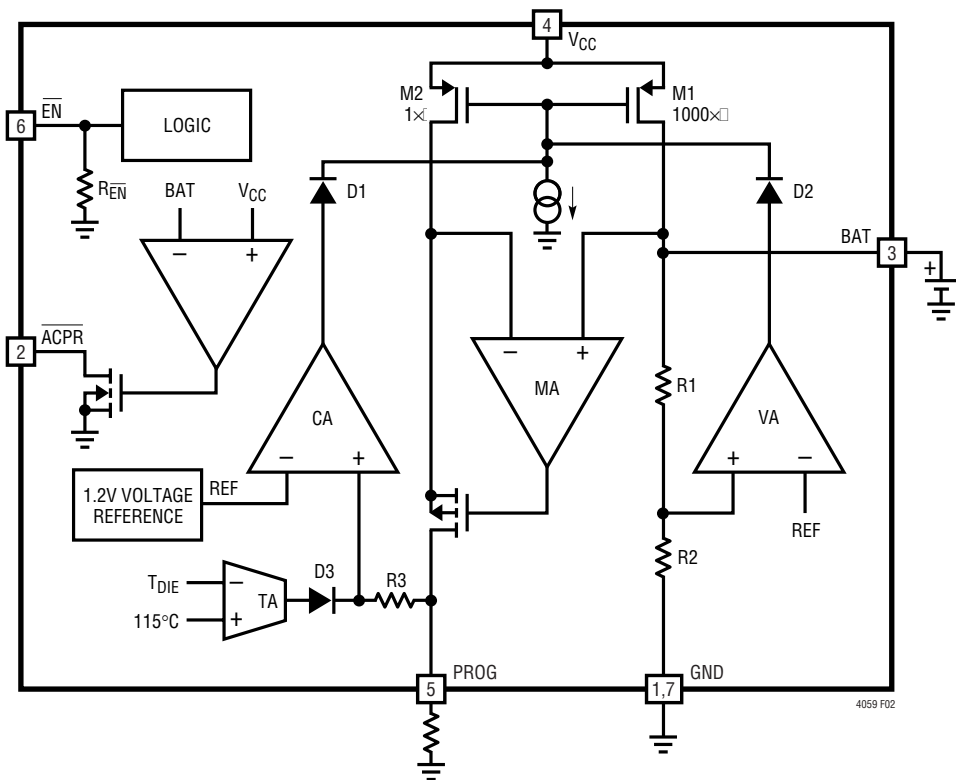 4
VCC
M2
1×
M1
1000×
6
EN
LOGIC
REN
BAT
VCC
D1
D2
BAT
3
+
−
+
2
ACPR
−
+
MA
R1
CA
VA
−
+
+
−
1.2V VOLTAGE
REFERENCE
REF
REF
R2
TDIE
−
D3
R3
TA
115°C
+
PROG
GND
5
1,7
4059 F02